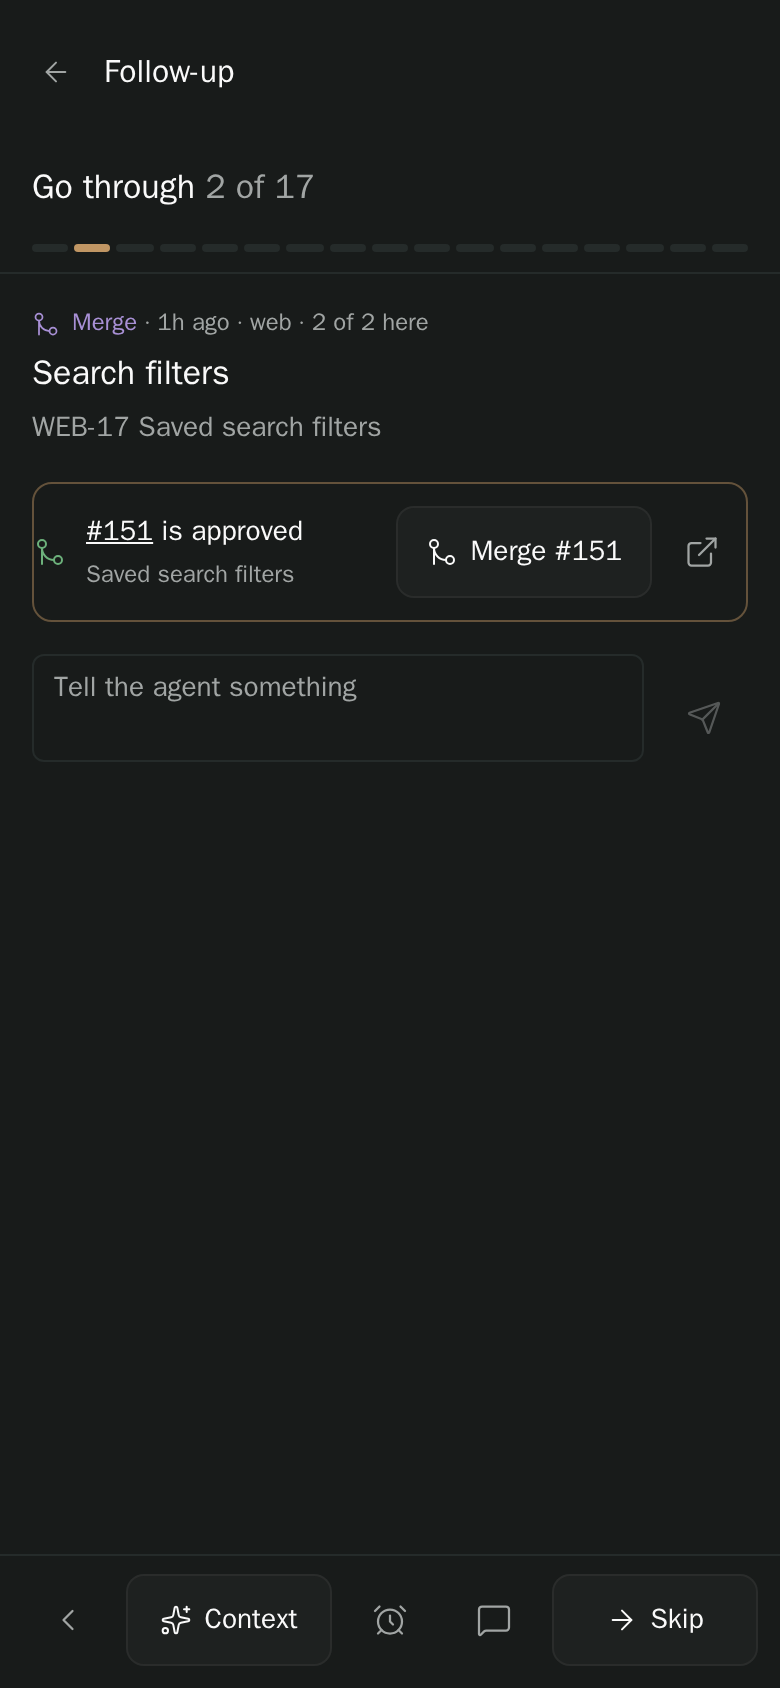 Follow-up
Go through 2 of 17
Merge · 1h ago · web · 2 of 2 here
Search filters
WEB-17 Saved search filters
#151 is approved
Saved search filters
Merge #151
Tell the agent something
Context
Skip